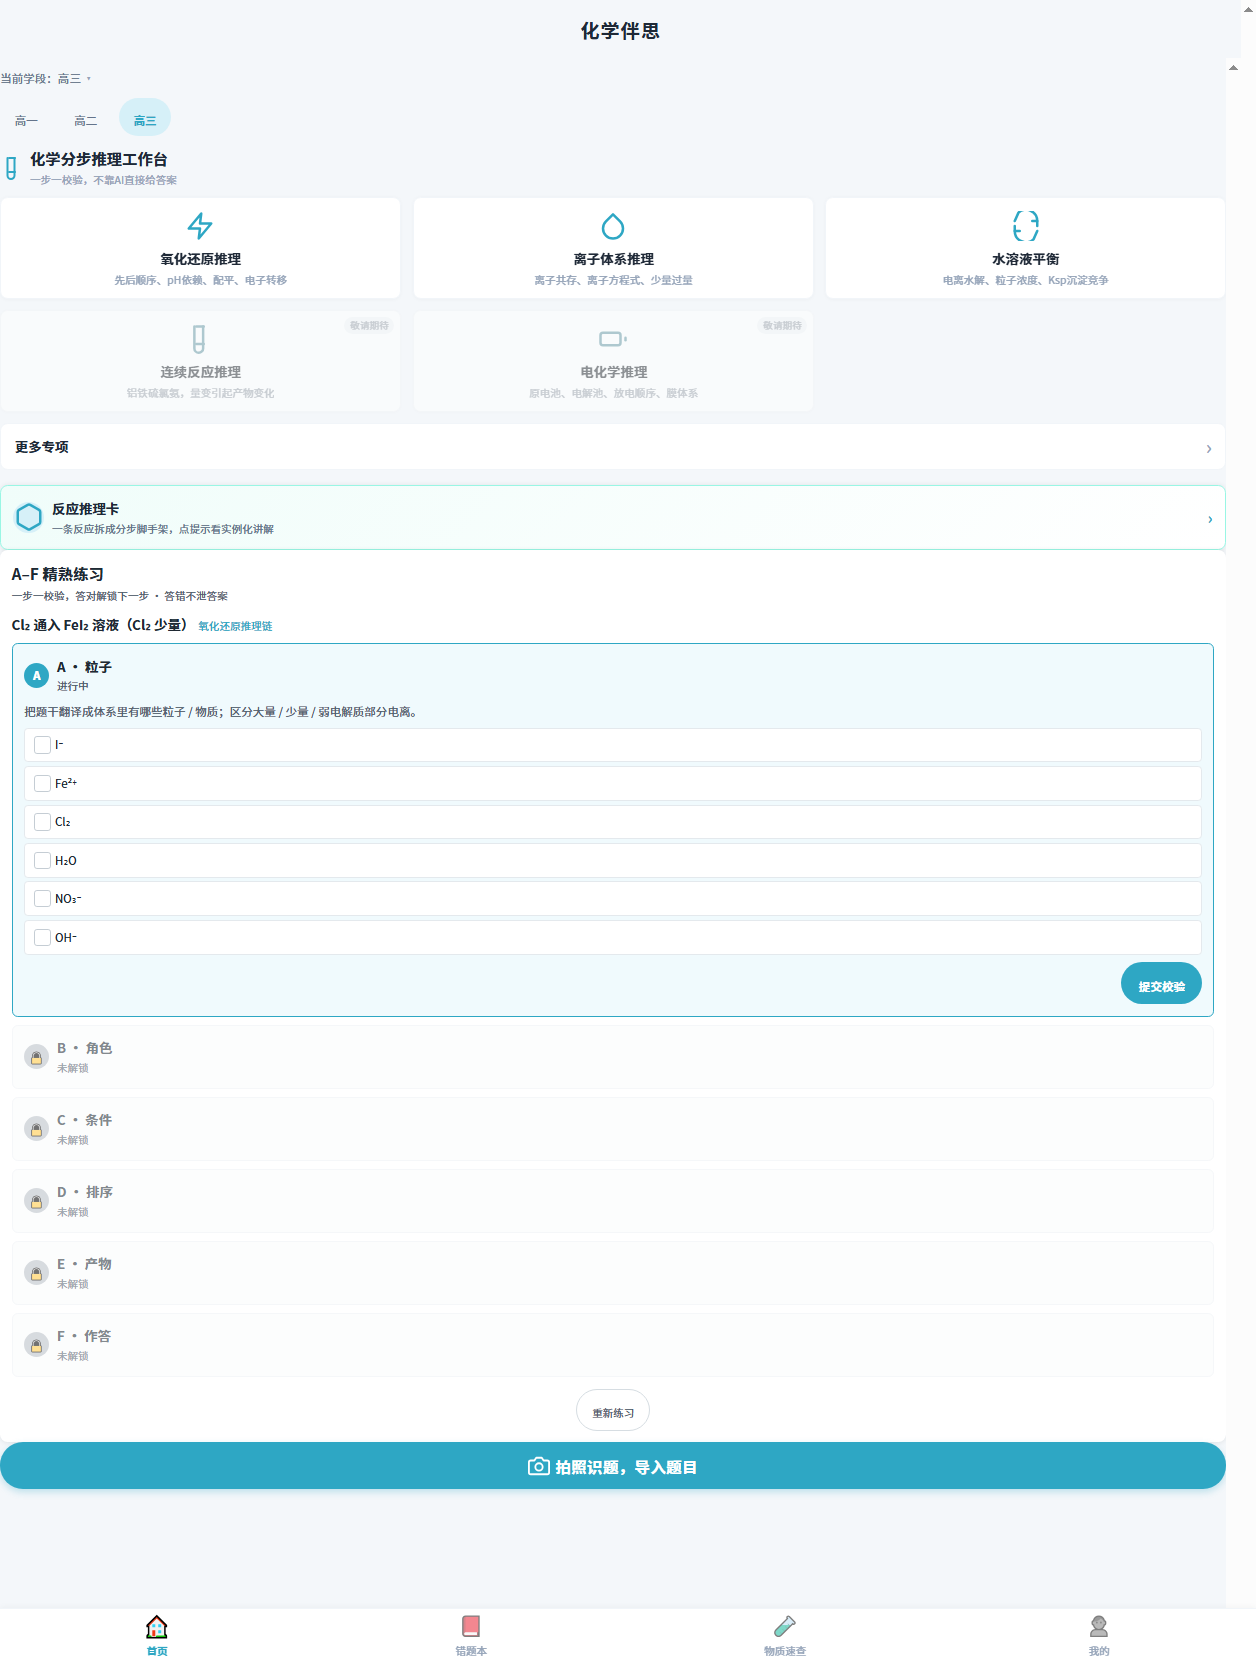 化学伴思
当前学段：高三
高一
高二
高三
化学分步推理工作台
一步一校验，不靠AI直接给答案
氧化还原推理
先后顺序、pH依赖、配平、电子转移
离子体系推理
离子共存、离子方程式、少量过量
水溶液平衡
电离水解、粒子浓度、Ksp沉淀竞争
敬请期待
连续反应推理
铝铁硫氯氮，量变引起产物变化
敬请期待
电化学推理
原电池、电解池、放电顺序、膜体系
更多专项
反应推理卡
一条反应拆成分步脚手架，点提示看实例化讲解
A–F 精熟练习
一步一校验，答对解锁下一步 · 答错不泄答案
Cl₂ 通入 FeI₂ 溶液（Cl₂ 少量） 氧化还原推理链
A
A · 粒子
进行中
把题干翻译成体系里有哪些粒子 / 物质；区分大量 / 少量 / 弱电解质部分电离。
I⁻
Fe²⁺
Cl₂
H₂O
NO₃⁻
OH⁻
提交校验
B · 角色
未解锁
C · 条件
未解锁
D · 排序
未解锁
E · 产物
未解锁
F · 作答
未解锁
重新练习
拍照识题，导入题目
首页
错题本
物质速查
我的